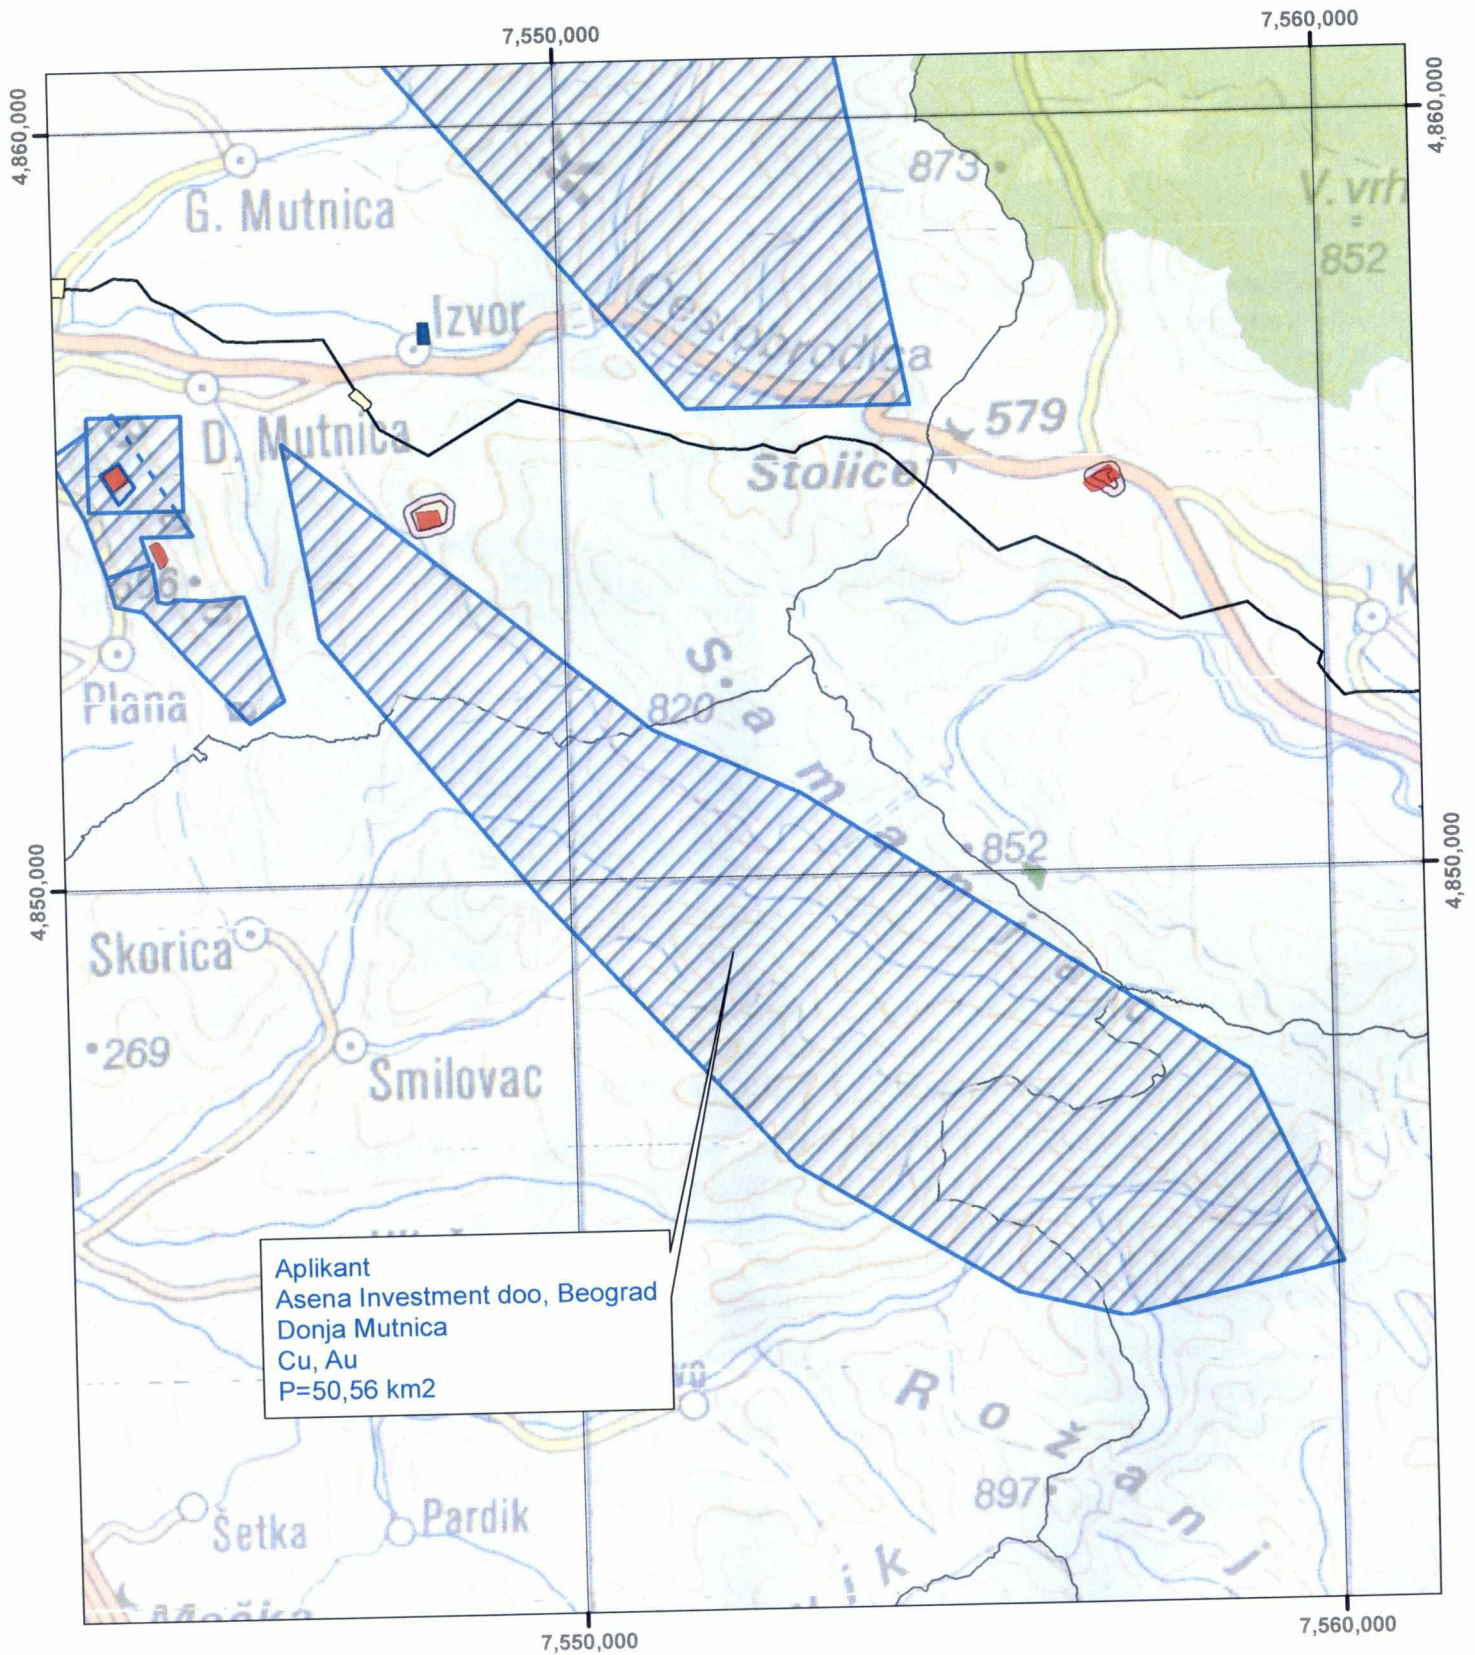 7,550,000
7,560,000
4,860,000
4,860,000
873
V. vrh
852
G. Mutnica
Izvor
Čestobrodica
579
D. Mutnica
Stolice
K
Plana
820
S a m a n j
852
4,850,000
4,850,000
Skorica
269
Smilovac
Aplikant
Asena Investment doo, Beograd
Donja Mutnica
Cu, Au
P=50,56 km2
R o ž a n j
897
Šetka
Pardik
i k
7,550,000
7,560,000